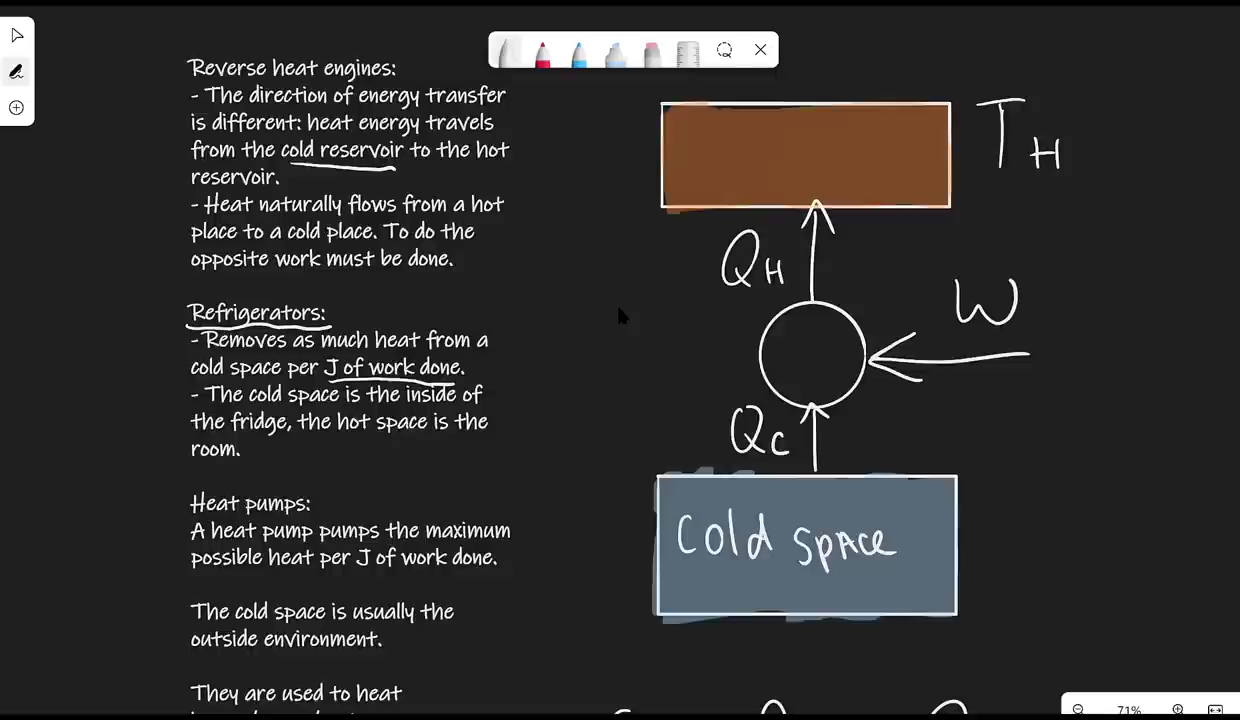 Reverse heat engines:
- The direction of energy transfer
is different: heat energy travels
from the cold reservoir to the hot
reservoir.
- Heat naturally flows from a hot
place to a cold place. To do the
opposite work must be done.
Refrigerators:
- Removes as much heat from a
cold space per J of work done.
- The cold space is the inside of
the fridge, the hot space is the
room.
Heat pumps:
A heat pump pumps the maximum
possible heat per J of work done.
The cold space is usually the
outside environment.
They are used to heat
TH
QH
W
QC
Cold space
71%